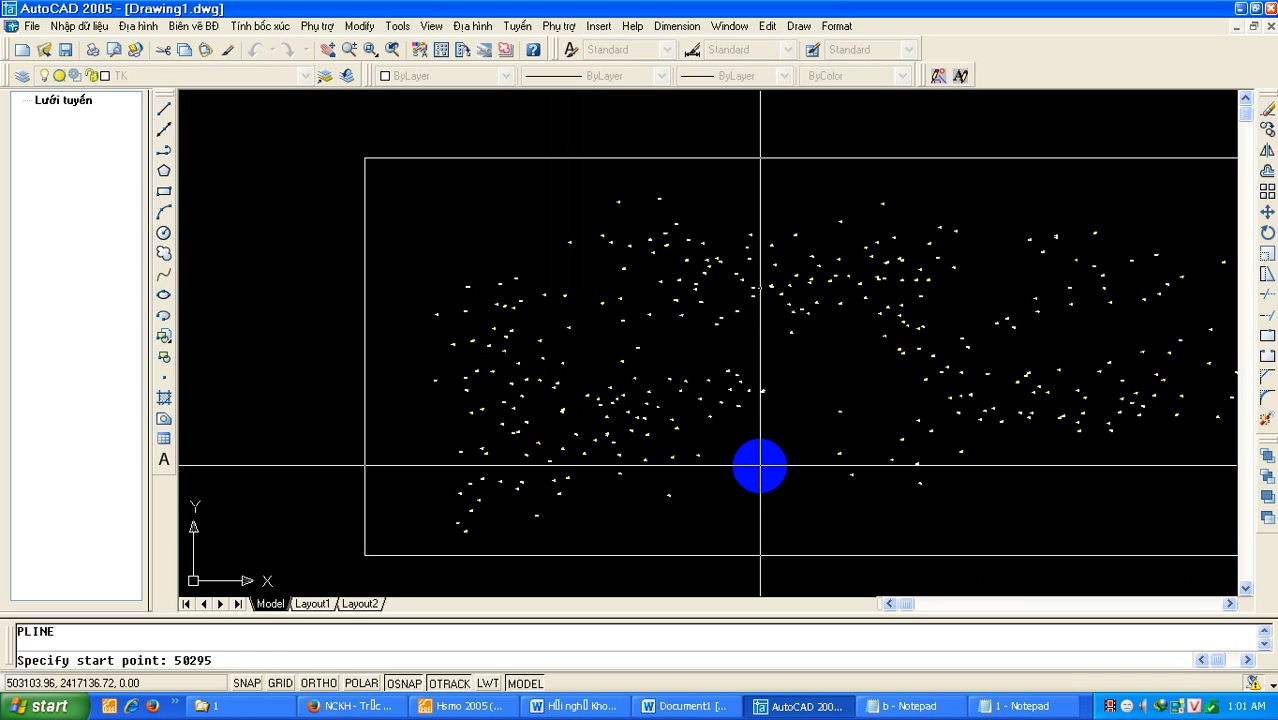 AutoCAD 2005 - [Drawing1.dwg]
File Nhập dữ liệu Địa hình Biên vẽ BĐ Tính bốc xúc Phụ trợ Modify Tools View Địa hình Tuyến Phụ trợ Insert Help Dimension Window Edit Draw Format
Standard Standard Standard
TK ByLayer ByLayer ByLayer ByColor
Lưới tuyến
A
Y
X
Model Layout1 Layout2
PLINE
Specify start point: 50295
503103.96, 2417136.72, 0.00 SNAP GRID ORTHO POLAR OSNAP OTRACK LWT MODEL
start 1 NCKH - Hsmo 2005 ( Document1 [ AutoCAD 200... b - Notepad 1 - Notepad 1:01 AM